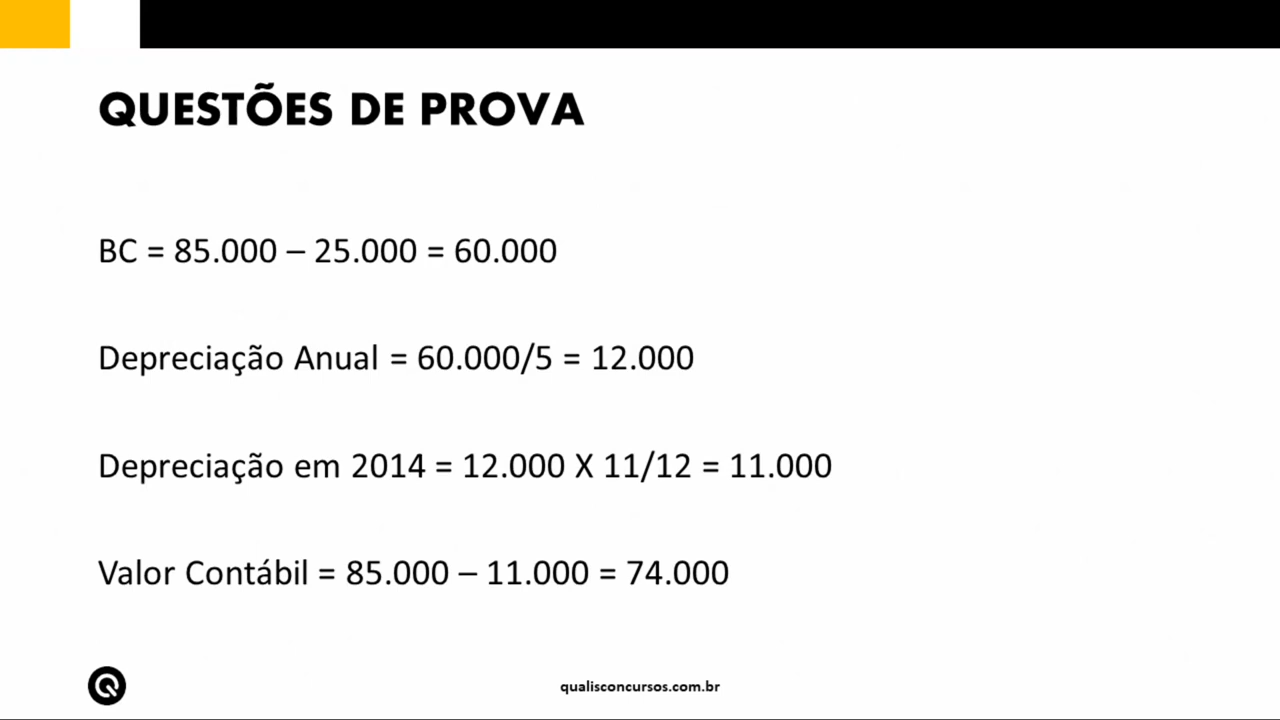 QUESTÕES DE PROVA
BC = 85.000 – 25.000 = 60.000
Depreciação Anual = 60.000/5 = 12.000
Depreciação em 2014 = 12.000 X 11/12 = 11.000
Valor Contábil = 85.000 – 11.000 = 74.000
qualisconcursos.com.br